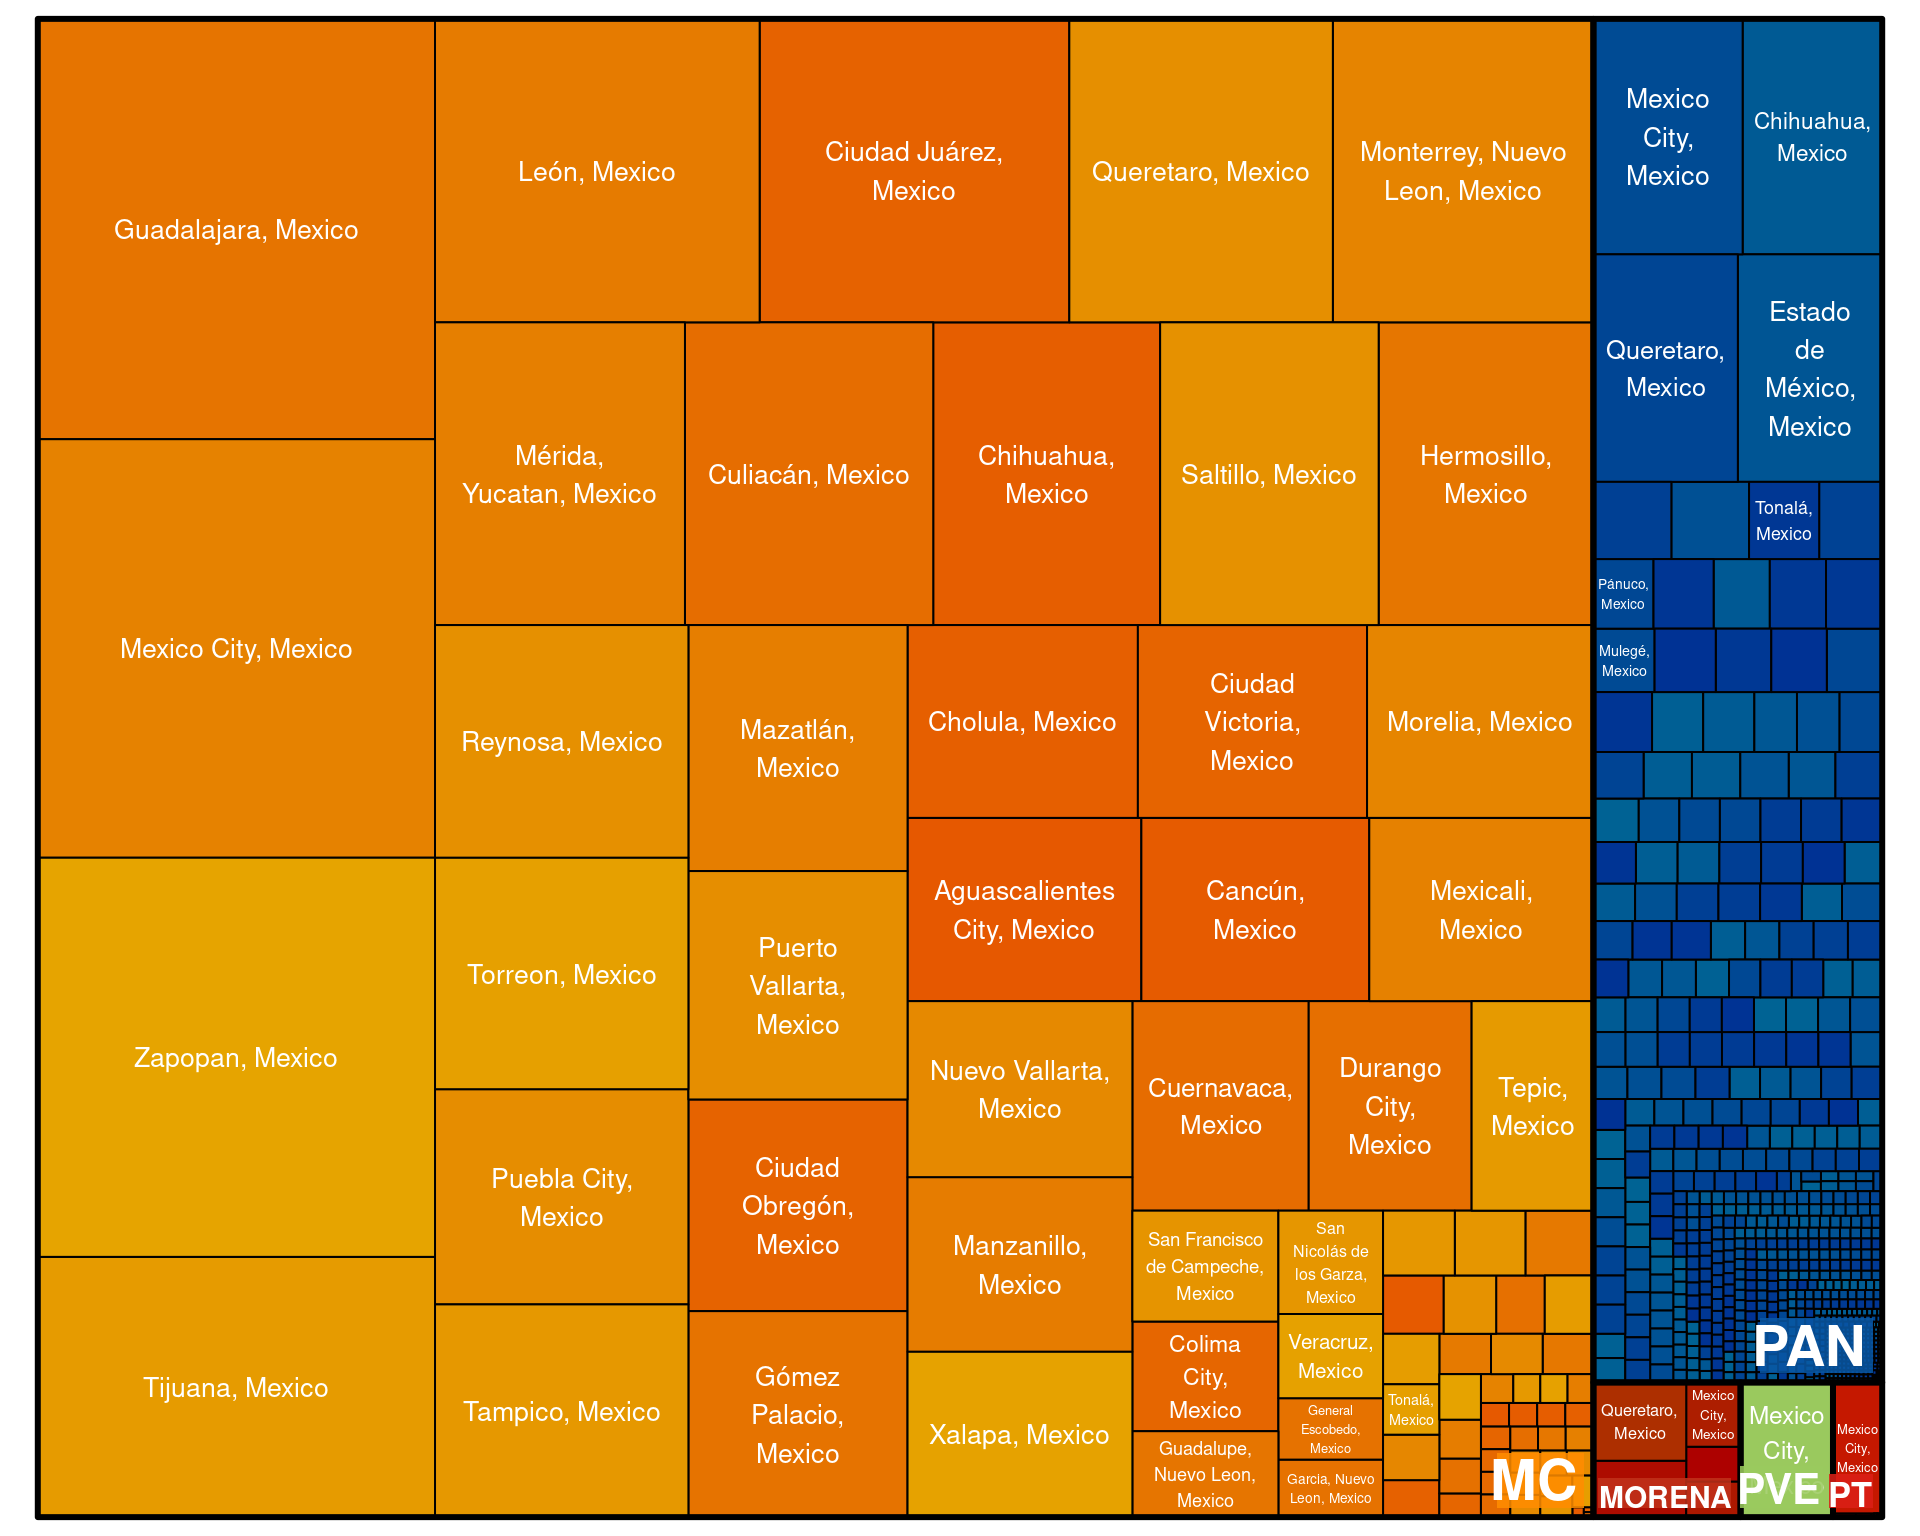 Guadalajara, Mexico
Mexico City, Mexico
Zapopan, Mexico
Tijuana, Mexico
León, Mexico
Ciudad Juárez,
Mexico
Queretaro, Mexico
Monterrey, Nuevo
Leon, Mexico
Mérida,
Yucatan, Mexico
Culiacán, Mexico
Chihuahua,
Mexico
Saltillo, Mexico
Hermosillo,
Mexico
Reynosa, Mexico
Torreon, Mexico
Puebla City,
Mexico
Tampico, Mexico
Mazatlán,
Mexico
Puerto
Vallarta,
Mexico
Ciudad
Obregón,
Mexico
Gómez
Palacio,
Mexico
Cholula, Mexico
Ciudad
Victoria,
Mexico
Morelia, Mexico
Aguascalientes
City, Mexico
Cancún,
Mexico
Mexicali,
Mexico
Nuevo Vallarta,
Mexico
Manzanillo,
Mexico
Xalapa, Mexico
Cuernavaca,
Mexico
Durango
City,
Mexico
Tepic,
Mexico
San Francisco
de Campeche,
Mexico
Colima
City,
Mexico
Guadalupe,
Nuevo Leon,
Mexico
San
Nicolás de
los Garza,
Mexico
Veracruz,
Mexico
General
Escobedo,
Mexico
Garcia, Nuevo
Leon, Mexico
Tonalá,
Mexico
MC
Mexico
City,
Mexico
Chihuahua,
Mexico
Queretaro,
Mexico
Estado
de
México,
Mexico
Tonalá,
Mexico
Pánuco,
Mexico
Mulegé,
Mexico
PAN
Queretaro,
Mexico
Mexico
City,
Mexico
MORENA
Mexico
City,
PVE
Mexico
City,
Mexico
PT